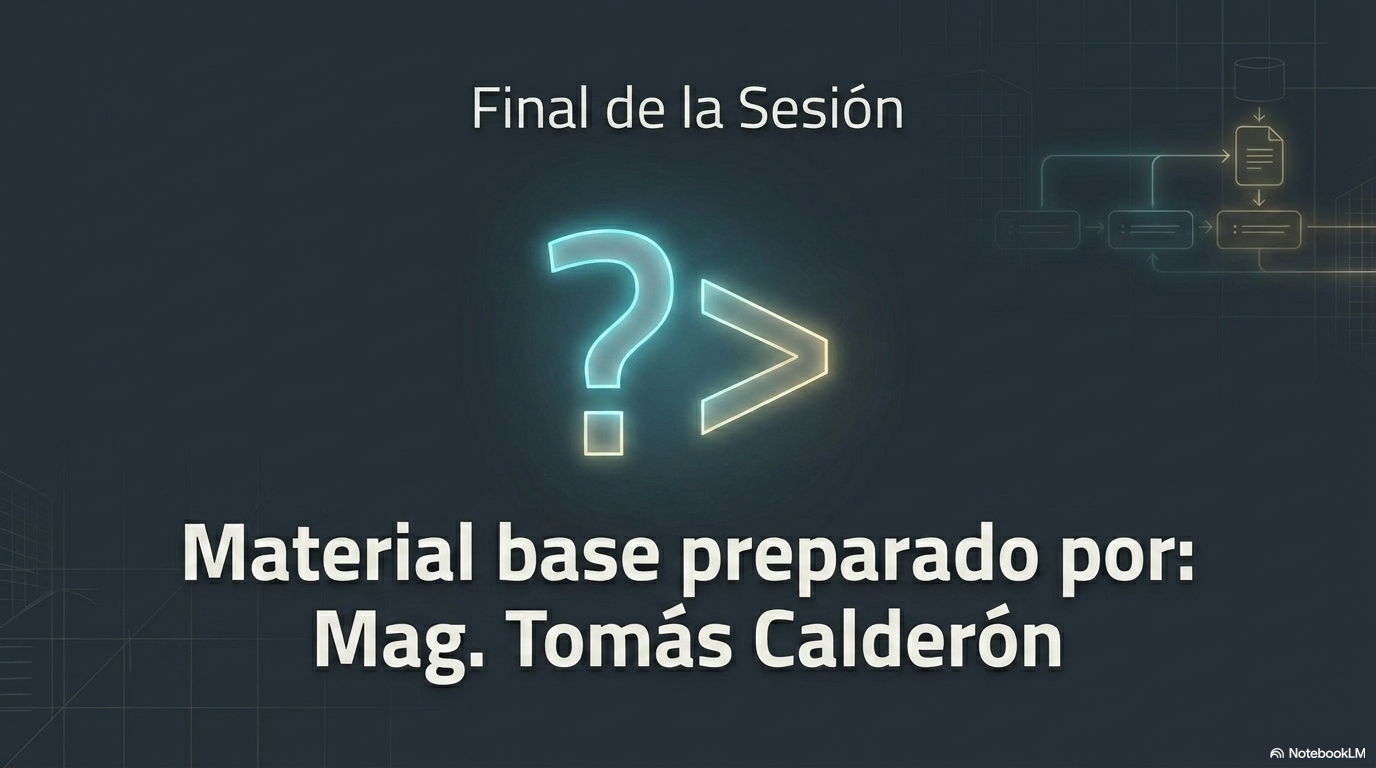 Final de la Sesión
?>
Material base preparado por:
Mag. Tomás Calderón
NotebookLM